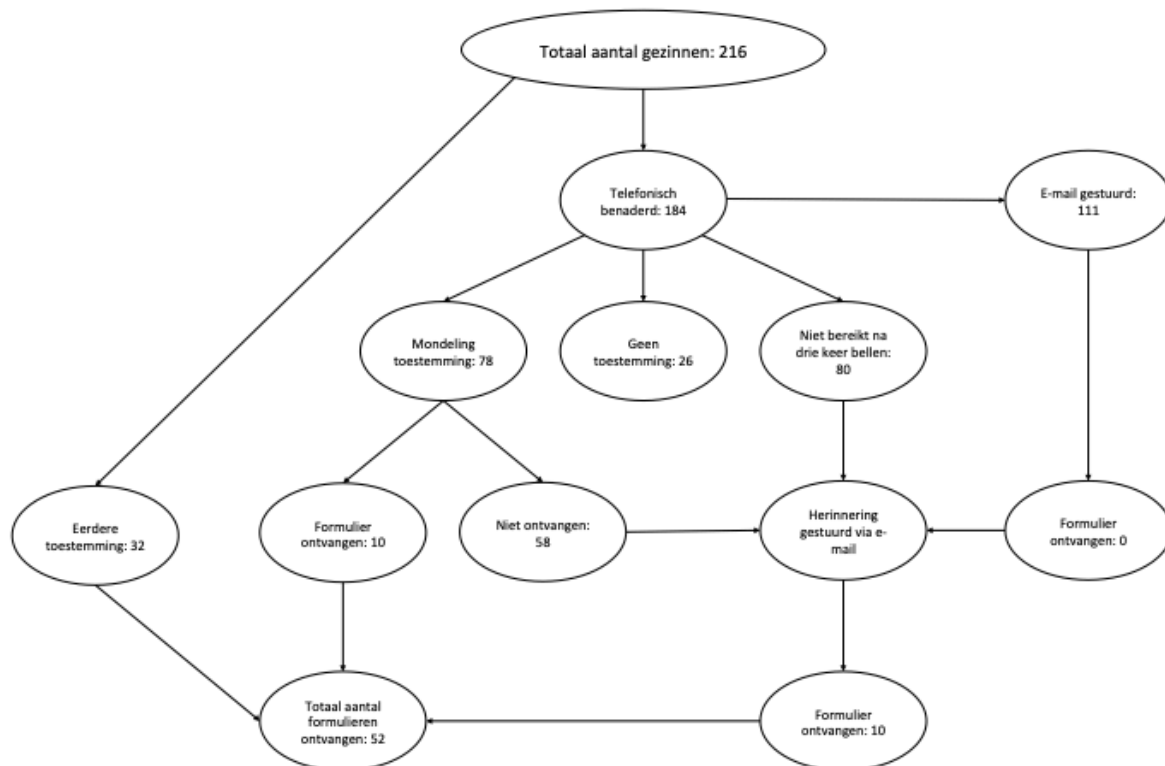 Totaal aantal gezinnen: 216
Telefonisch
benaderd: 184
E-mail gestuurd:
111
Mondeling
toestemming: 78
Geen
toestemming: 26
Niet bereikt na
drie keer bellen:
80
Eerdere
toestemming: 32
Formulier
ontvangen: 10
Niet ontvangen:
58
Herinnering
gestuurd via e-
mail
Formulier
ontvangen: 0
Totaal aantal
formulieren
ontvangen: 52
Formulier
ontvangen: 10